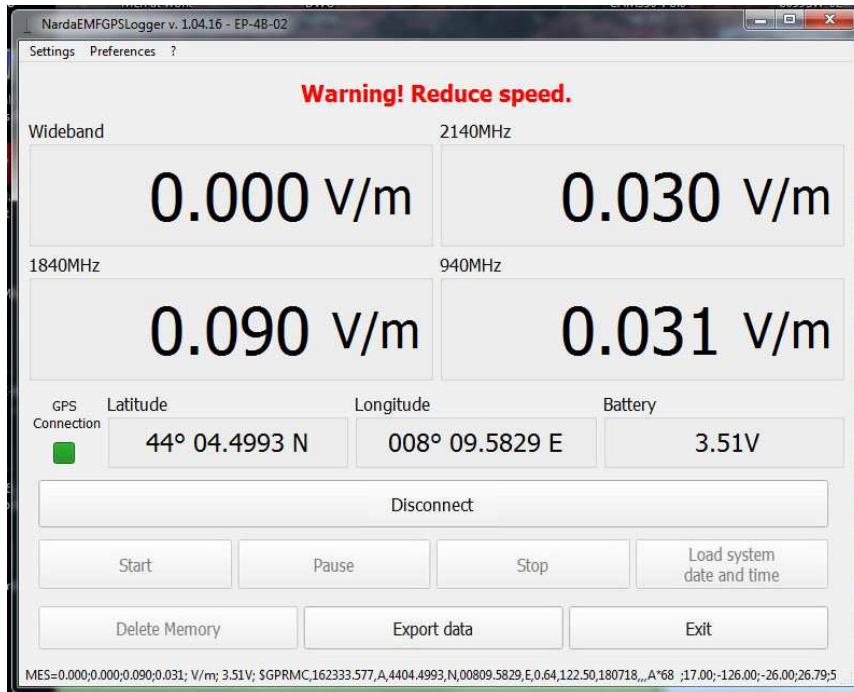 NardaEMFGPSLogger v. 1.04.16 - EP-4B-02
Settings Preferences ?
Warning! Reduce speed.
Wideband 2140MHz
0.000 V/m 0.030 V/m
1840MHz 940MHz
0.090 V/m 0.031 V/m
GPS Connection Latitude Longitude Battery
44° 04.4993 N 008° 09.5829 E 3.51V
Disconnect
Start Pause Stop Load system date and time
Delete Memory Export data Exit
MES=0.000;0.000;0.090;0.031; V/m; 3.51V; $GPRMC,162333.577,A,4404.4993,N,00809.5829,E,0.64,122.50,180718,,,A*68 ;17.00;-126.00;-26.00;26.79;5